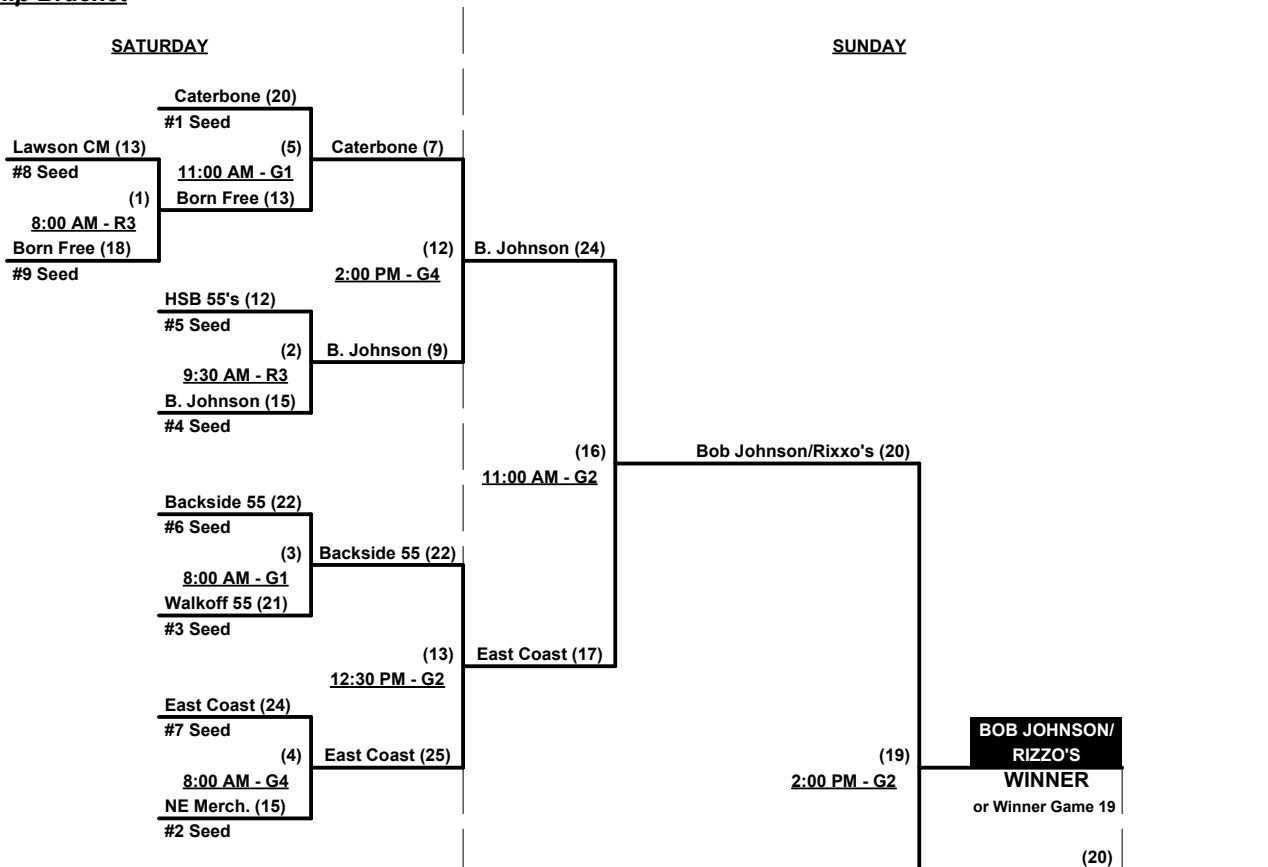 SATURDAY
SUNDAY
Caterbone (20)
#1 Seed
Lawson CM (13)
(5)
Caterbone (7)
#8 Seed
11:00 AM - G1
(1)
Born Free (13)
8:00 AM - R3
Born Free (18)
(12)
B. Johnson (24)
#9 Seed
2:00 PM - G4
HSB 55's (12)
#5 Seed
(2)
B. Johnson (9)
9:30 AM - R3
B. Johnson (15)
#4 Seed
(16)
Bob Johnson/Rixxo's (20)
11:00 AM - G2
Backside 55 (22)
#6 Seed
(3)
Backside 55 (22)
8:00 AM - G1
Walkoff 55 (21)
#3 Seed
(13)
East Coast (17)
12:30 PM - G2
East Coast (24)
#7 Seed
BOB JOHNSON/
(4)
East Coast (25)
(19)
RIZZO'S
8:00 AM - G4
2:00 PM - G2
WINNER
NE Merch. (15)
or Winner Game 19
#2 Seed
(20)